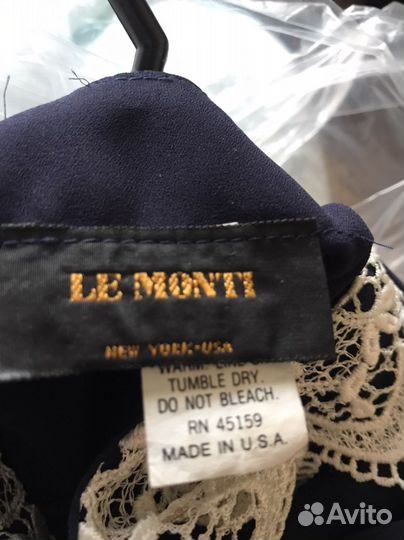 LE MONTI
NEW YORK-USA
TUMBLE DRY.
DO NOT BLEACH.
RN 45159
MADE IN U.S.A.
Avito